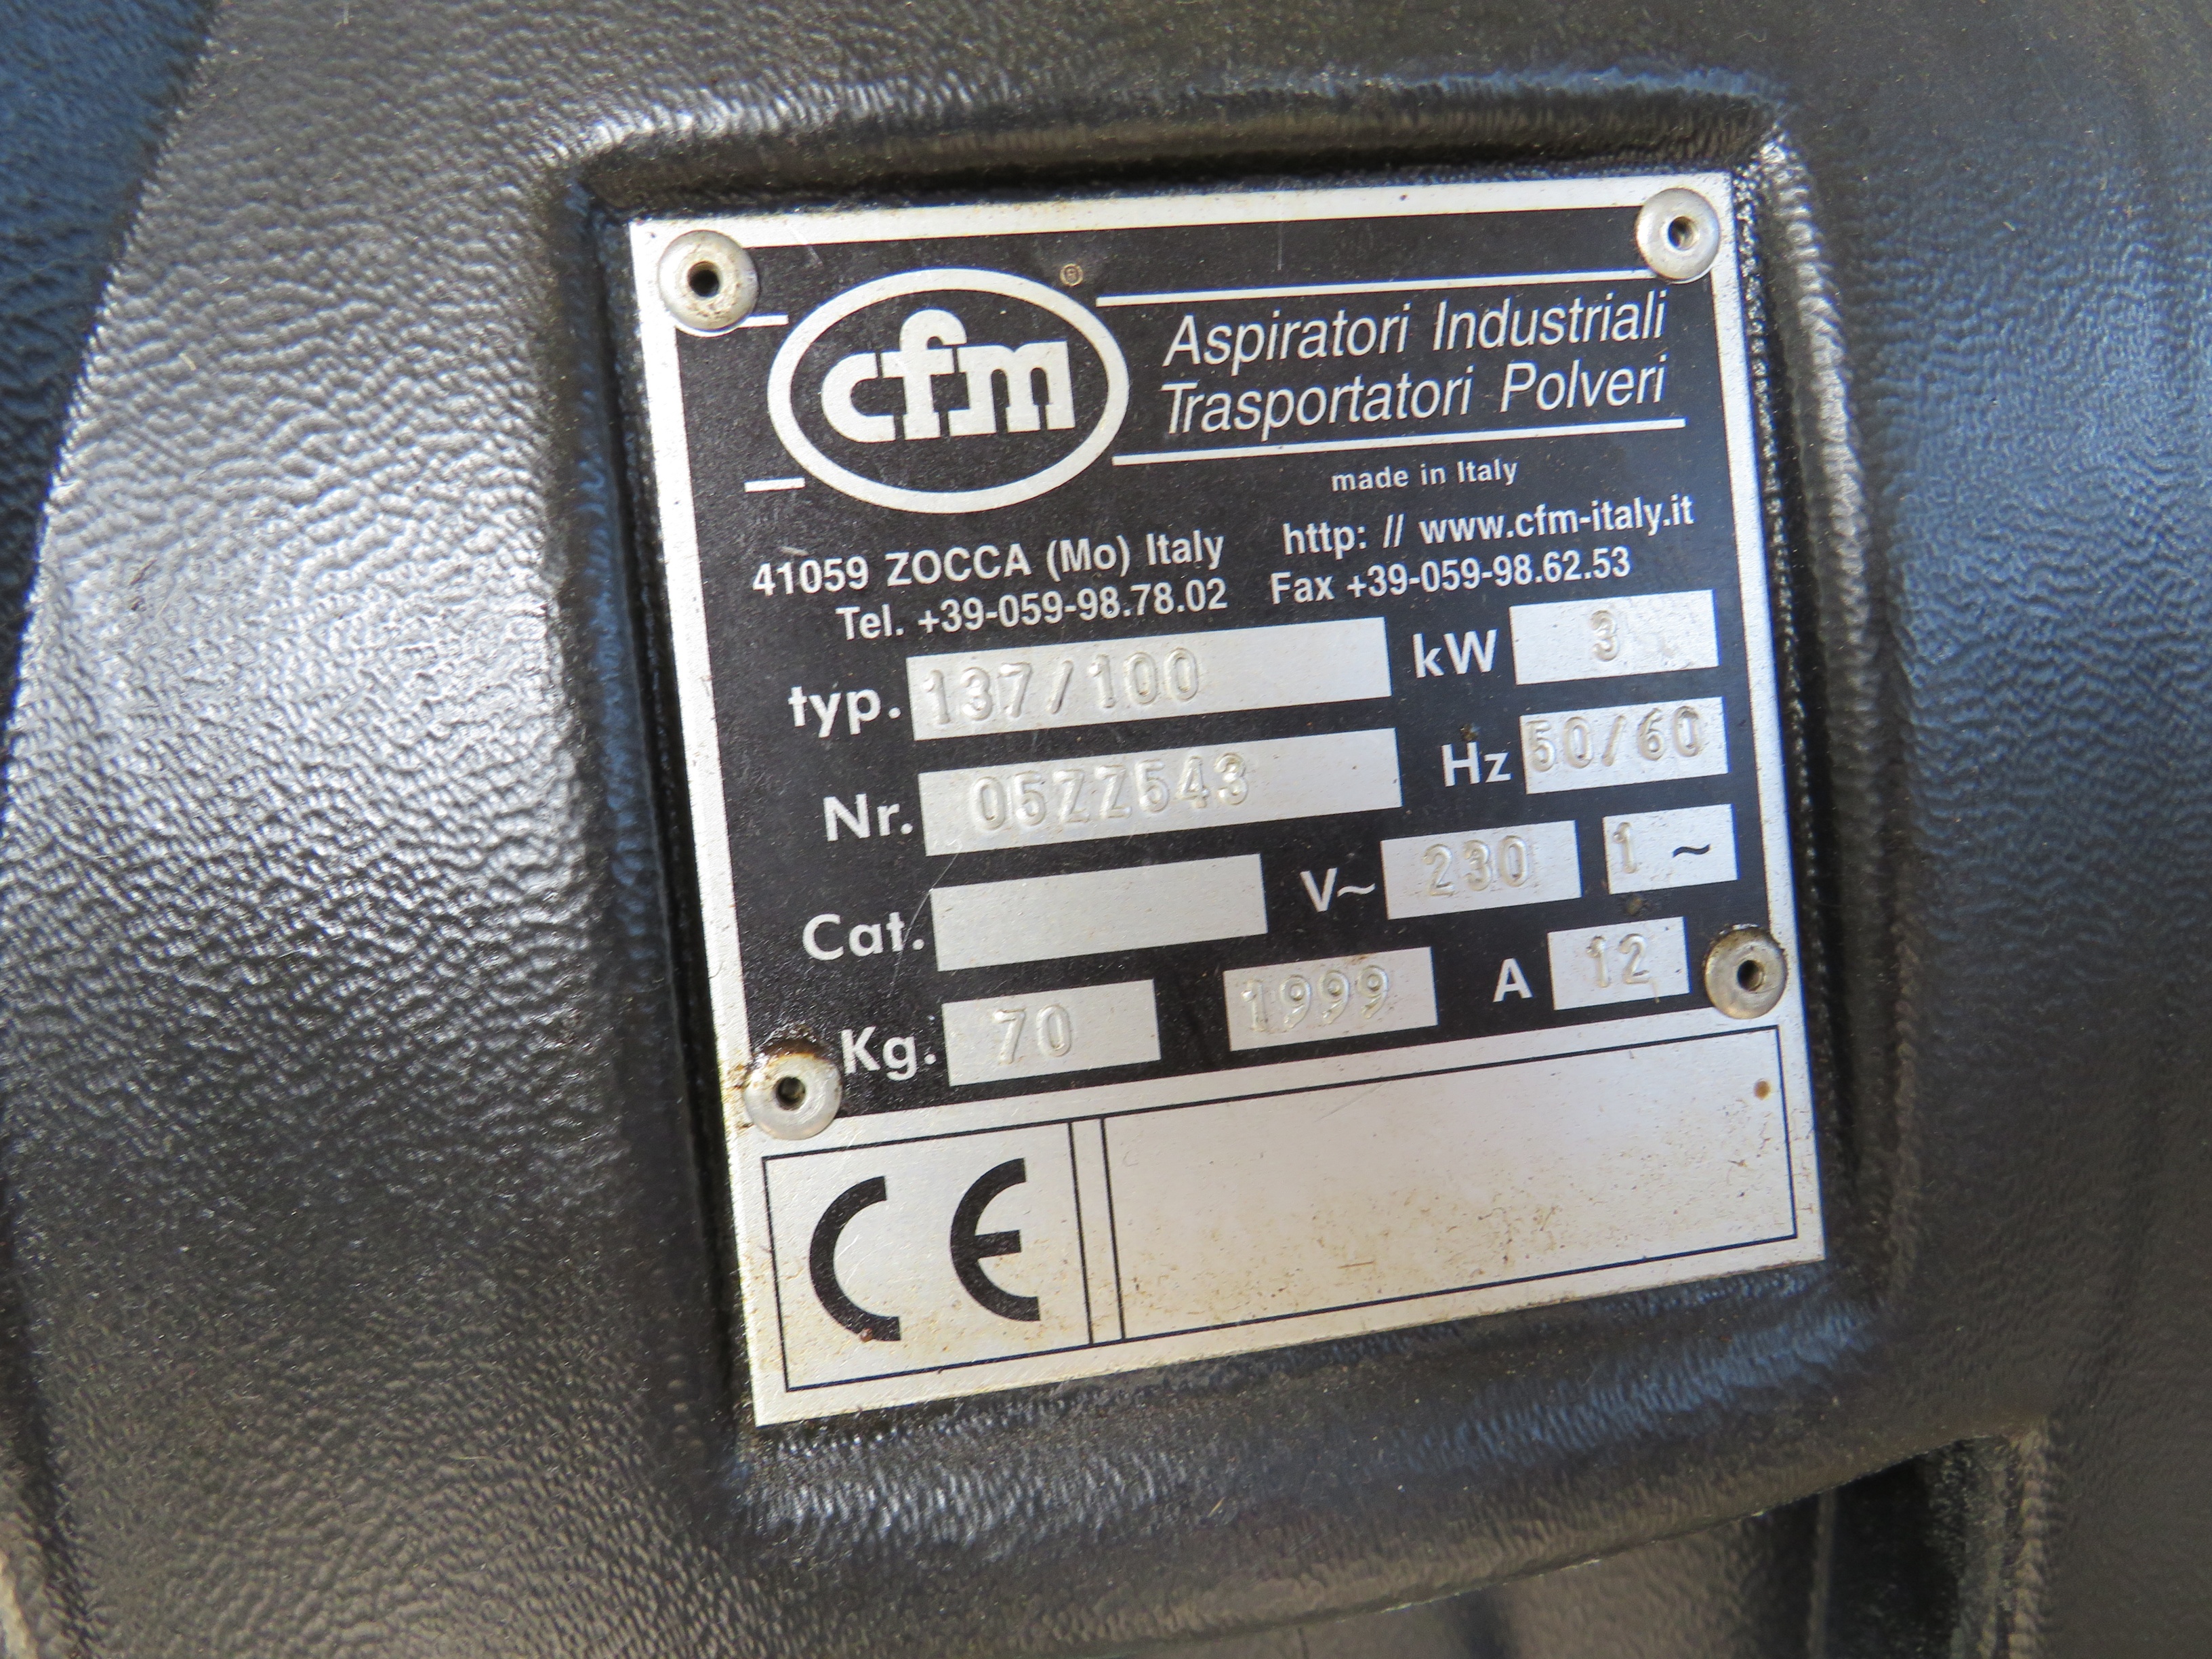 cfm ®
Aspiratori Industriali
Trasportatori Polveri
made in Italy
41059 ZOCCA (Mo) Italy http: // www.cfm-italy.it
Tel. +39-059-98.78.02 Fax +39-059-98.62.53
typ. 137/100 kW 3
Nr. 05ZZ543 Hz 50/60
Cat. V~ 230 1 ~
Kg. 70 1999 A 12
CE